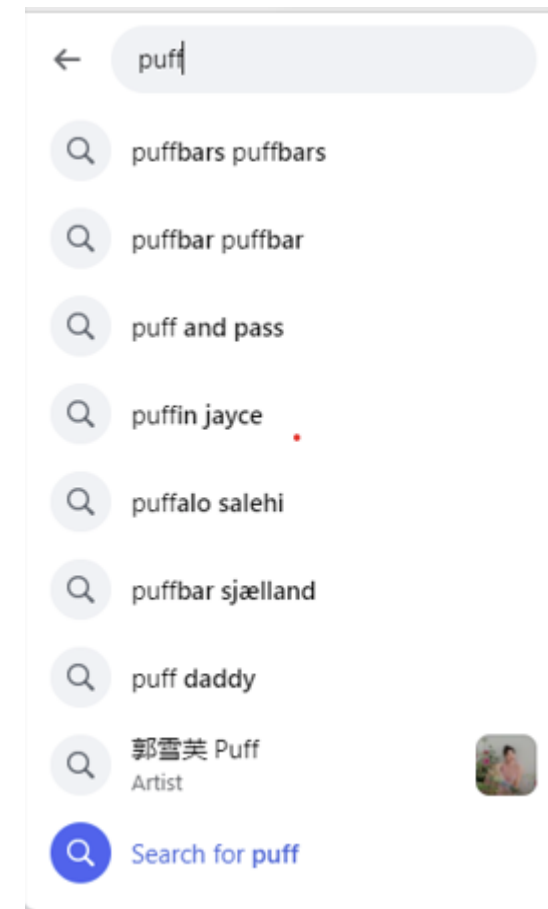 puff
puffbars puffbars
puffbar puffbar
puff and pass
puffin jayce
puffalo salehi
puffbar sjælland
puff daddy
郭雪芙 Puff
Artist
Search for puff